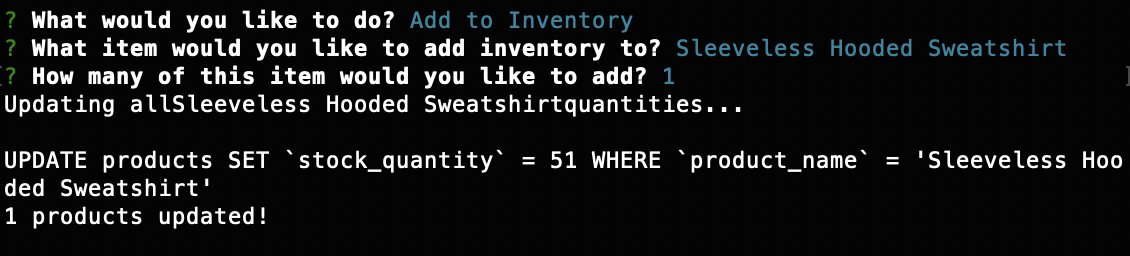 ? What would you like to do? Add to Inventory
? What item would you like to add inventory to? Sleeveless Hooded Sweatshirt
[? How many of this item would you like to add? 1 ]
Updating allSleeveless Hooded Sweatshirtquantities...
UPDATE products SET `stock_quantity` = 51 WHERE `product_name` = 'Sleeveless Hoo
ded Sweatshirt'
1 products updated!